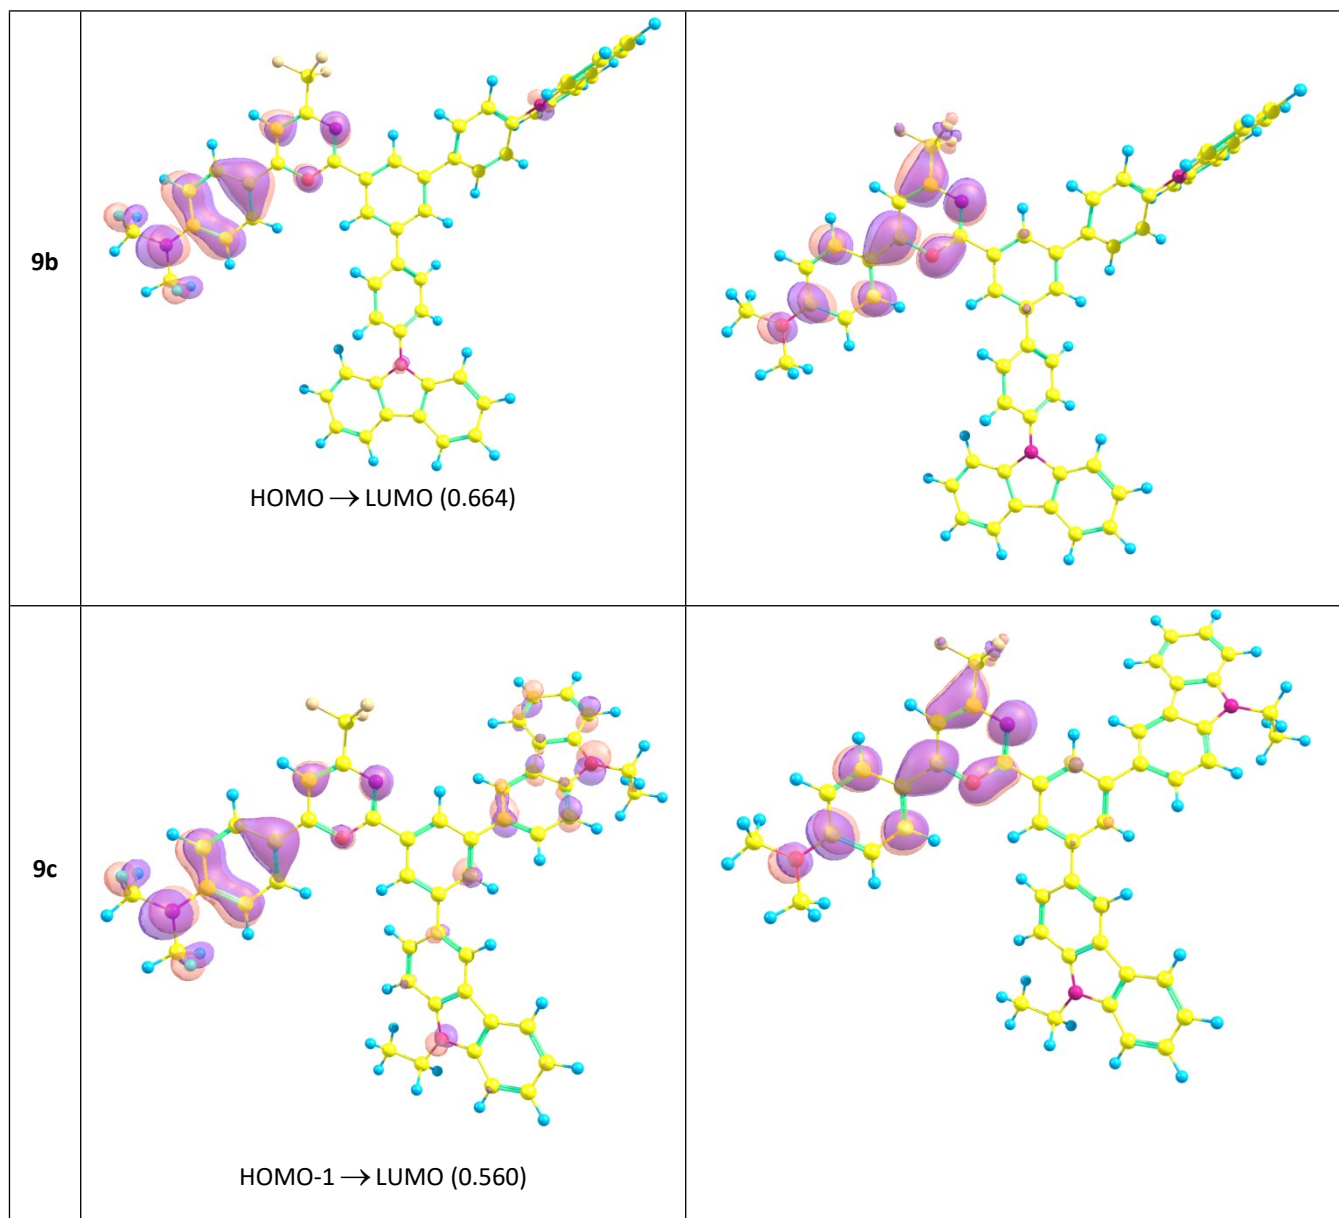 9b
HOMO → LUMO (0.664)
9c
HOMO-1 → LUMO (0.560)